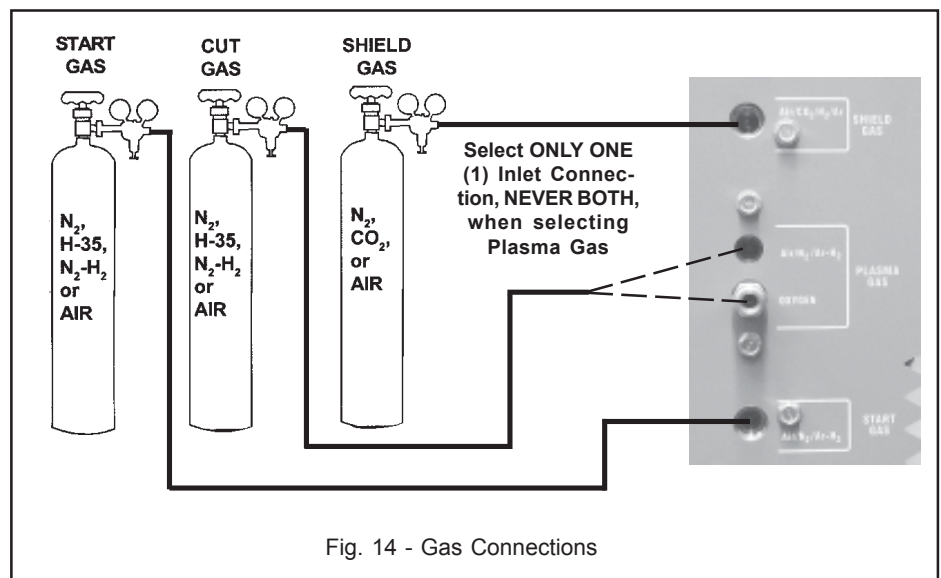 START
GAS
CUT
GAS
SHIELD
GAS
N₂,
H-35,
N₂-H₂
or
AIR
N₂,
H-35,
N₂-H₂
or
AIR
N₂,
CO₂,
or
AIR
Select ONLY ONE
(1) Inlet Connec-
tion, NEVER BOTH,
when selecting
Plasma Gas
SHIELD
GAS
PLASMA
GAS
OXYGEN
START
GAS
Fig. 14 - Gas Connections